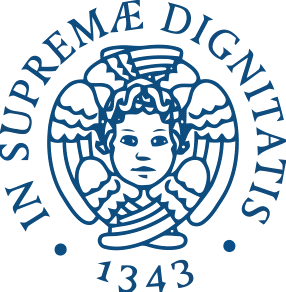 IN SUPREMÆ DIGNITATIS
1343